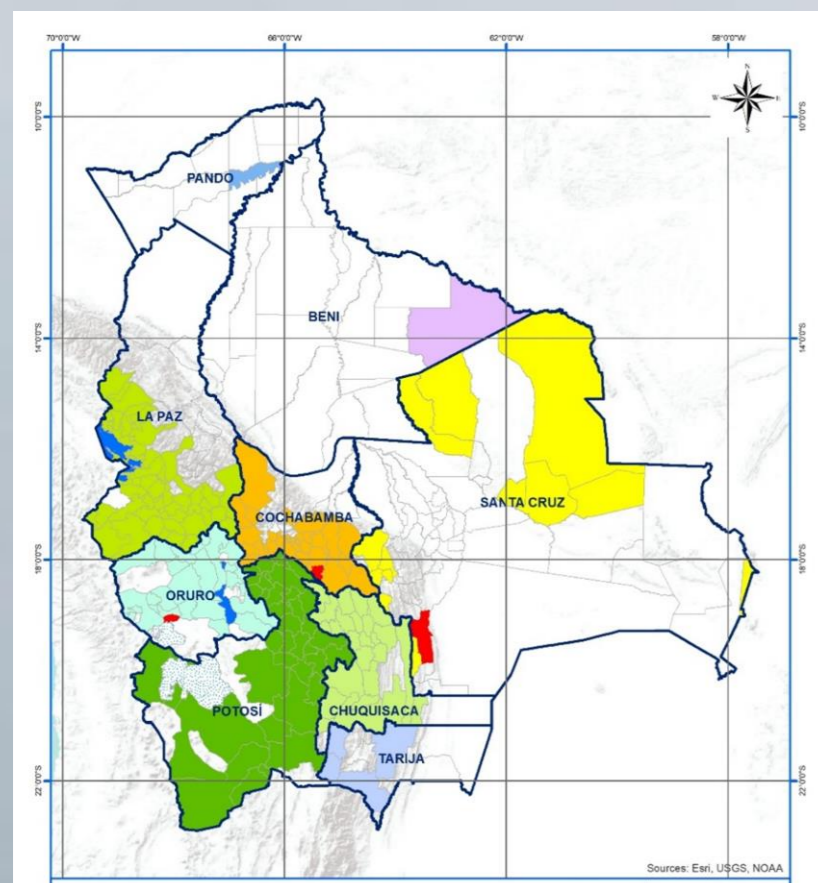 70°0'0"W 66°0'0"W 62°0'0"W 58°0'0"W
N
W E
S
10°0'0"S 10°0'0"S
PANDO
BENI
14°0'0"S 14°0'0"S
LA PAZ
SANTA CRUZ
COCHABAMBA
18°0'0"S 18°0'0"S
ORURO
POTOSÍ
CHUQUISACA
TARIJA
22°0'0"S 22°0'0"S
Sources: Esri, USGS, NOAA